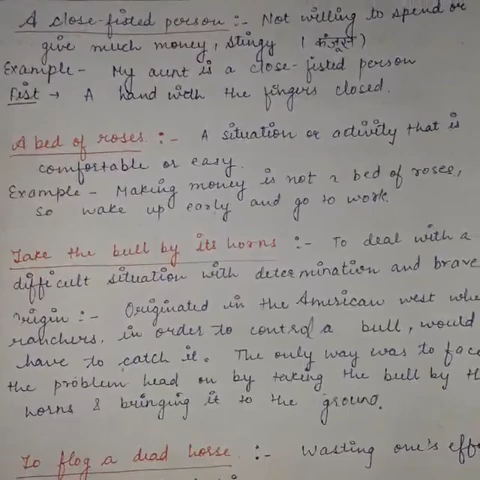 A close-fisted person :- Not willing to spend or
give much money, stingy ( कंजूस )
Example - My aunt is a close-fisted person
Fist → A hand with the fingers closed.
A bed of roses :- A situation or activity that is
comfortable or easy.
Example - Making money is not a bed of roses,
so wake up early and go to work.
Take the bull by its horns :- To deal with a
difficult situation with determination and brave
origin :- Originated in the American west whe
ranchers, in order to control a bull, would
have to catch it. The only way was to face
the problem head on by taking the bull by th
horns & bringing it to the ground.
To flog a dead horse :- Wasting one's eff